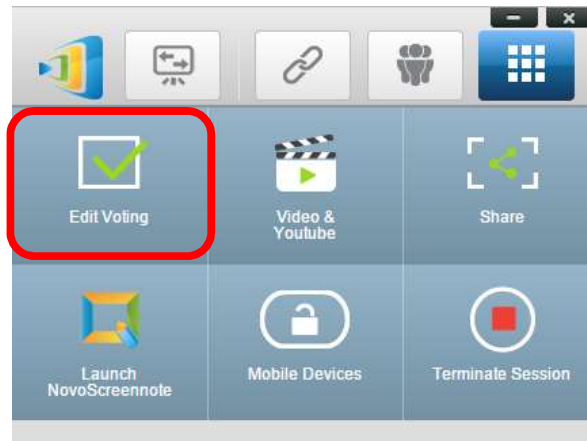 Edit Voting
Video &
Youtube
Share
Launch
NovoScreennote
Mobile Devices
Terminate Session